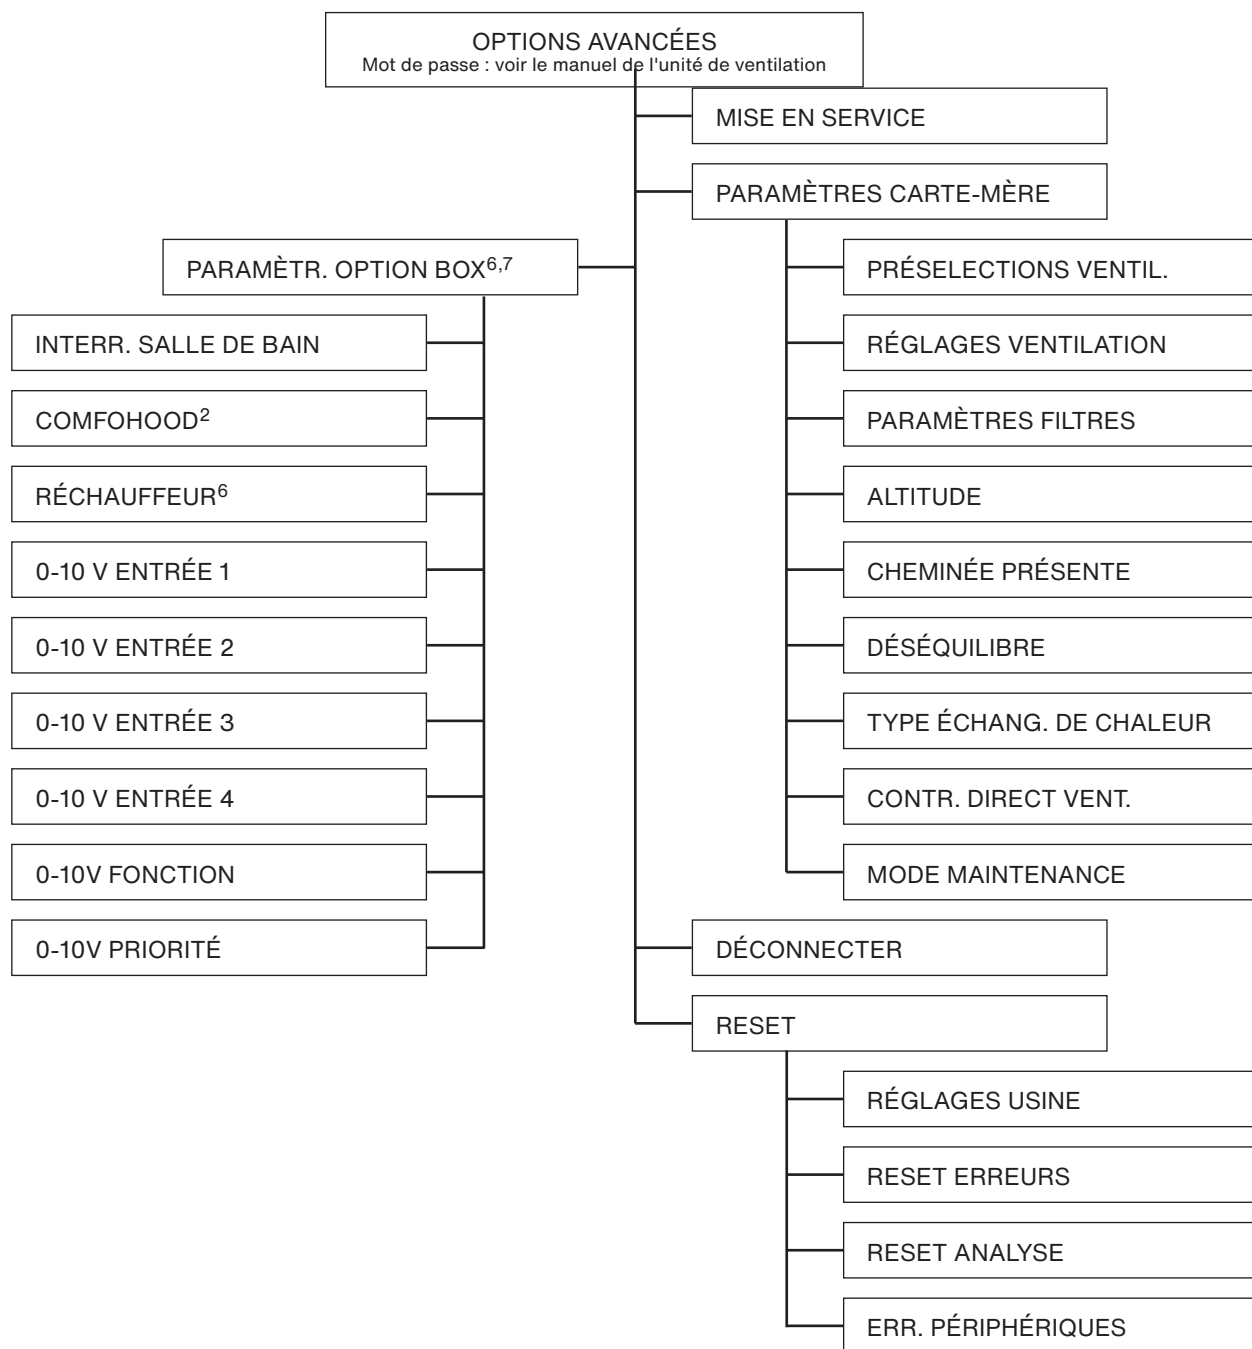 OPTIONS AVANCÉES
Mot de passe : voir le manuel de l'unité de ventilation
MISE EN SERVICE
PARAMÈTRES CARTE-MÈRE
PRÉSELECTIONS VENTIL.
RÉGLAGES VENTILATION
PARAMÈTRES FILTRES
ALTITUDE
CHEMINÉE PRÉSENTE
DÉSÉQUILIBRE
TYPE ÉCHANG. DE CHALEUR
CONTR. DIRECT VENT.
MODE MAINTENANCE
PARAMÈTR. OPTION BOX6,7
INTERR. SALLE DE BAIN
COMFOHOOD2
RÉCHAUFFEUR6
0-10 V ENTRÉE 1
0-10 V ENTRÉE 2
0-10 V ENTRÉE 3
0-10 V ENTRÉE 4
0-10V FONCTION
0-10V PRIORITÉ
DÉCONNECTER
RESET
RÉGLAGES USINE
RESET ERREURS
RESET ANALYSE
ERR. PÉRIPHÉRIQUES